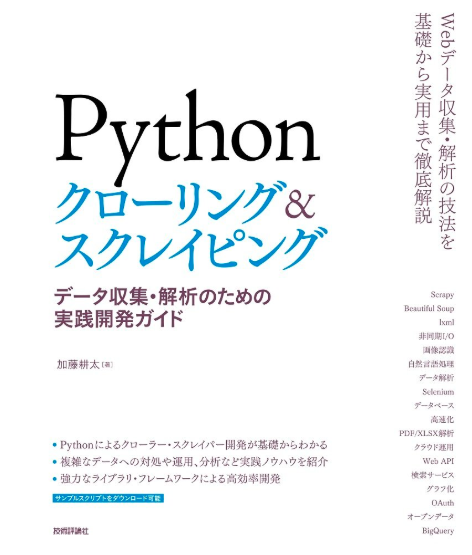 Webデータ収集・解析の技法を
基礎から実用まで徹底解説
Python
クローリング&
スクレイピング
データ収集・解析のための
実践開発ガイド
加藤耕太(著)
Scrapy
Beautiful Soup
lxml
非同期I/O
画像認識
自然言語処理
データ解析
Selenium
データベース
高速化
PDF/XLSX解析
クラウド運用
Web API
検索サービス
グラフ化
OAuth
オープンデータ
BigQuery
•Pythonによるクローラー・スクレイパー開発が基礎からわかる
•複雑なデータへの対処や運用、分析など実践ノウハウを紹介
•強力なライブラリ・フレームワークによる高効率開発
サンプルスクリプトをダウンロード可能
技術評論社